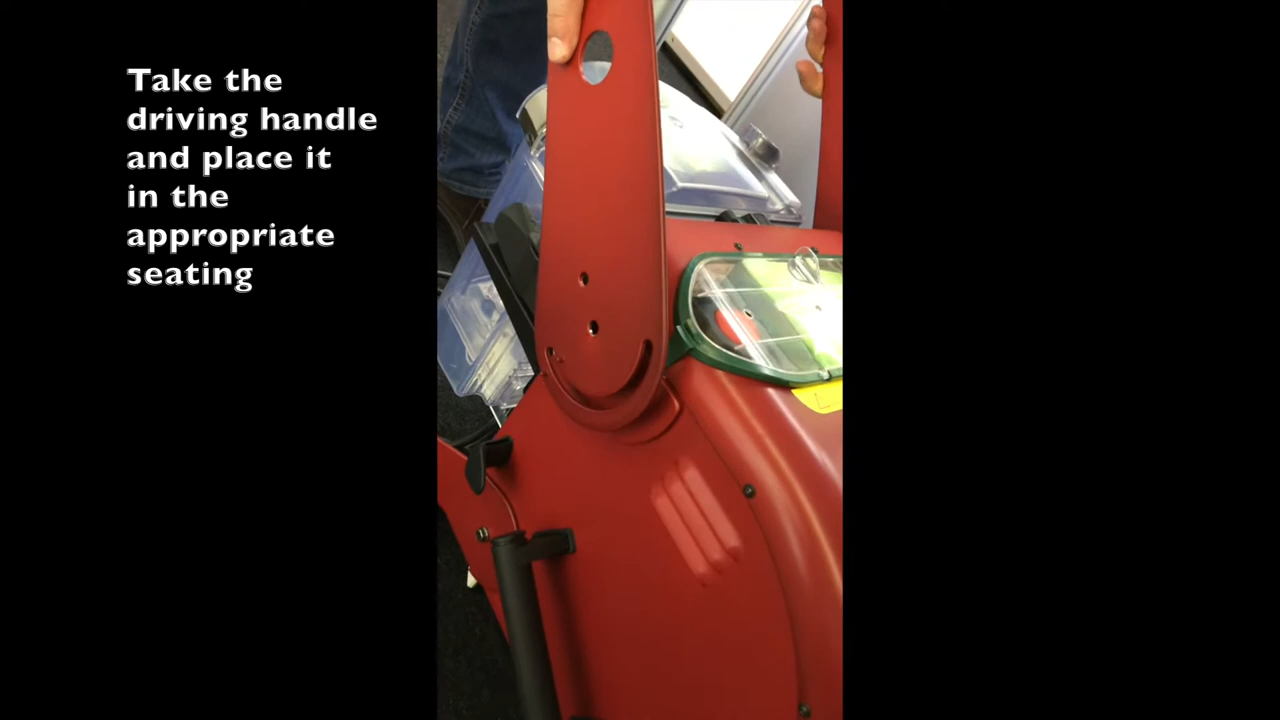 Take the
driving handle
and place it
in the
appropriate
seating